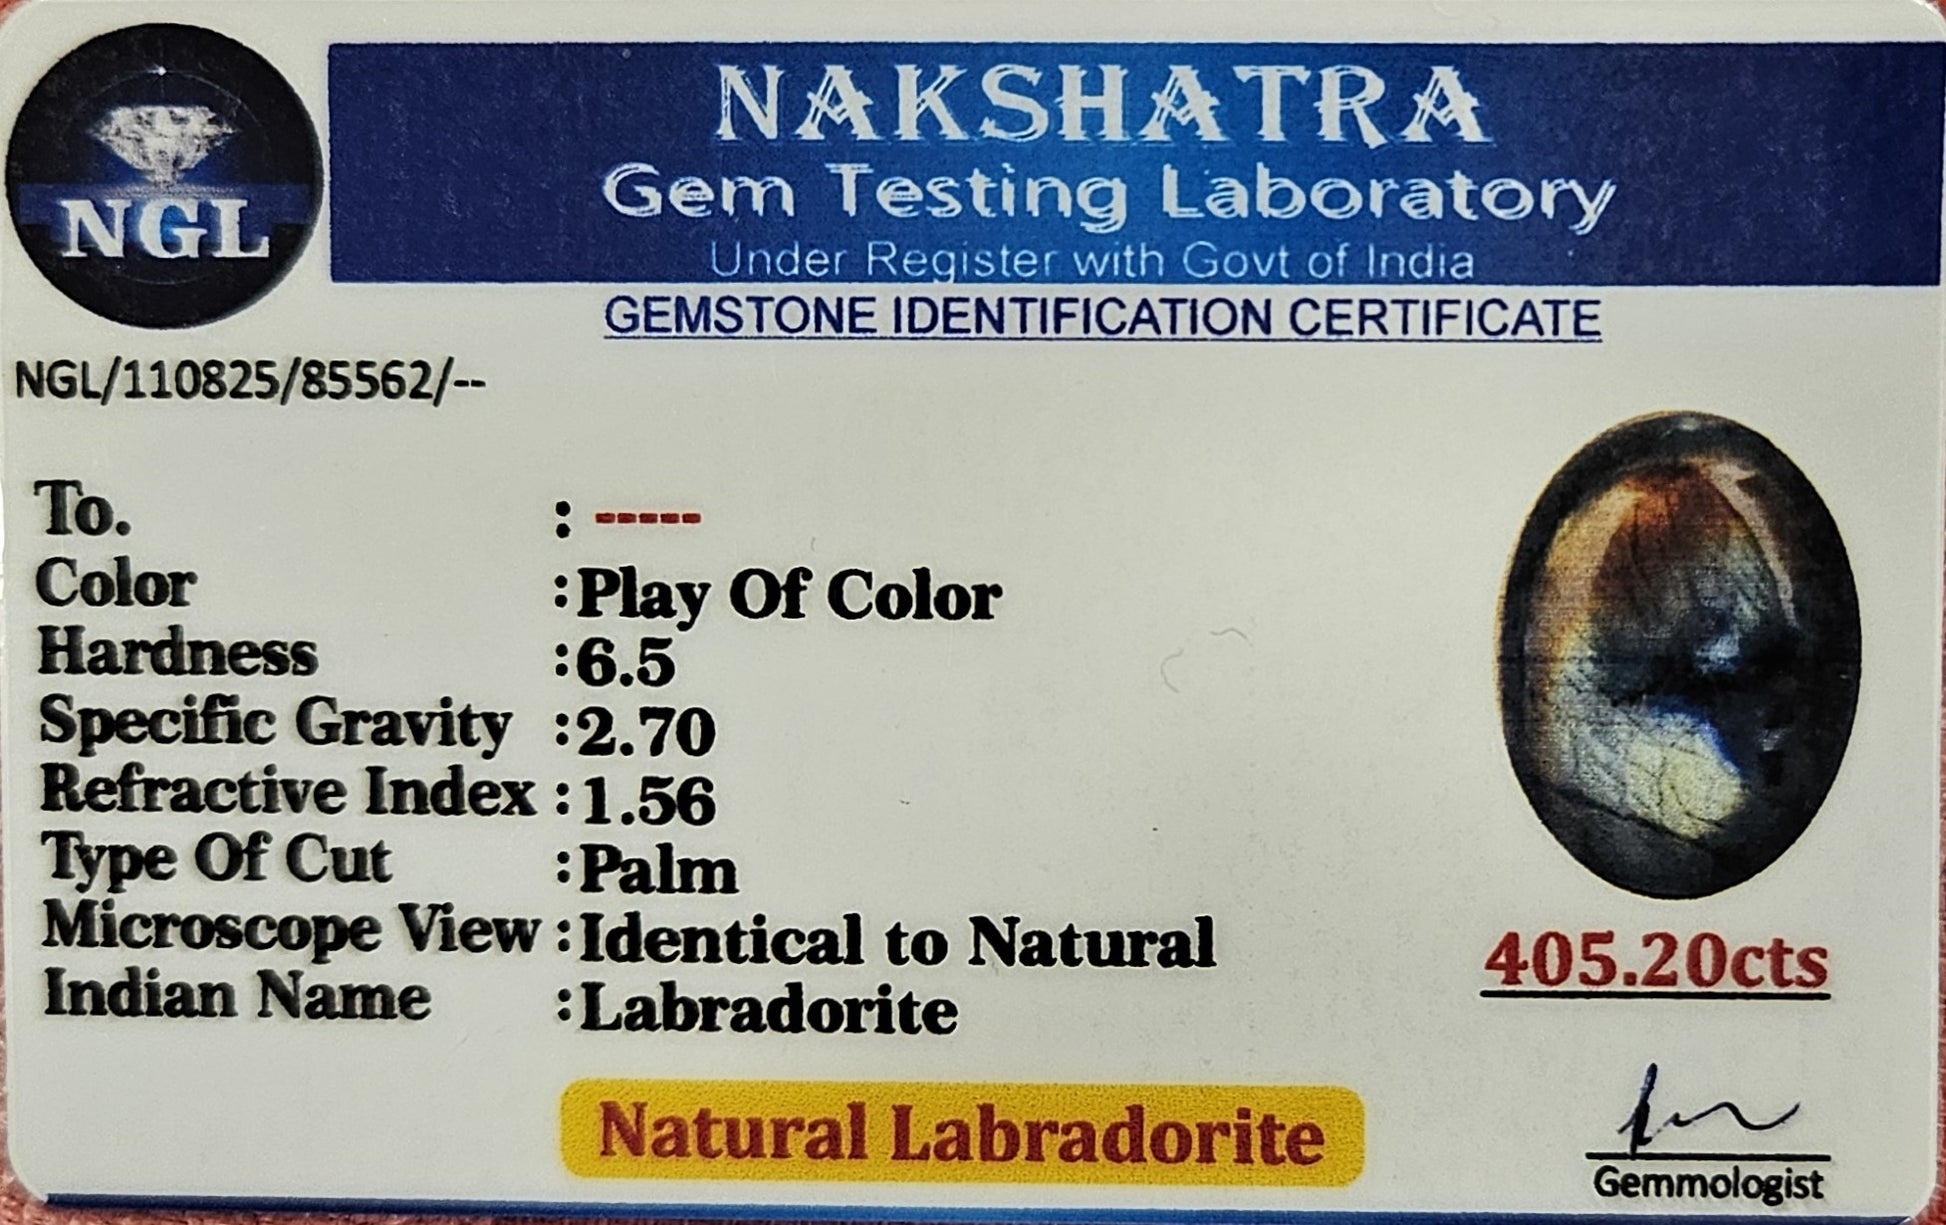 NGL
NAKSHATRA
Gem Testing Laboratory
Under Register with Govt of India
GEMSTONE IDENTIFICATION CERTIFICATE
NGL/110825/85562/--
To. : -----
Color :Play Of Color
Hardness :6.5
Specific Gravity :2.70
Refractive Index :1.56
Type Of Cut :Palm
Microscope View :Identical to Natural
Indian Name :Labradorite
405.20cts
Natural Labradorite
Gemmologist